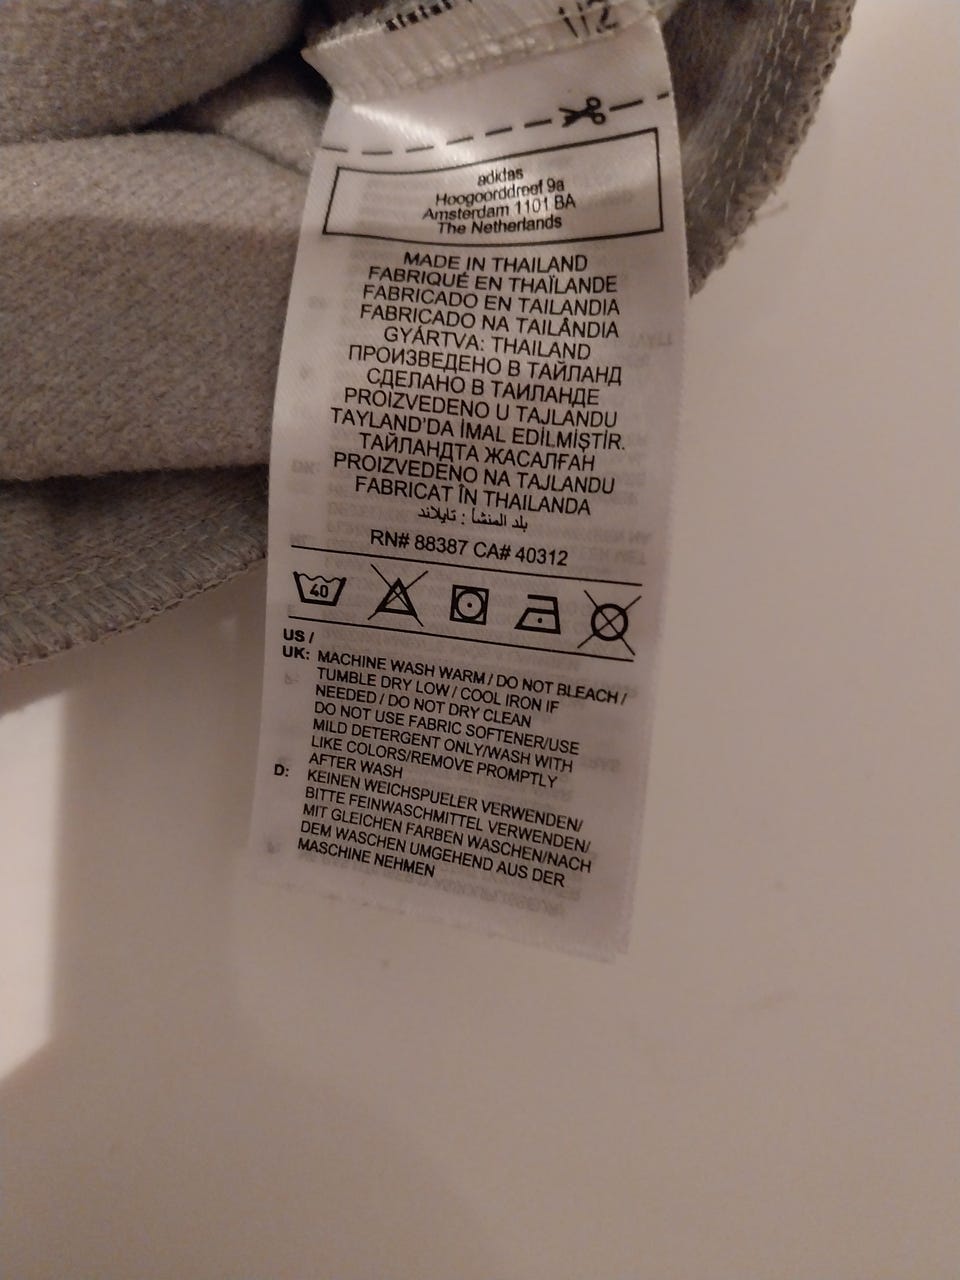 adidas
Hoogoorddreef 9a
Amsterdam 1101 BA
The Netherlands
MADE IN THAILAND
FABRIQUÉ EN THAÏLANDE
FABRICADO EN TAILANDIA
FABRICADO NA TAILÂNDIA
GYÁRTVA: THAILAND
ПРОИЗВЕДЕНО В ТАЙЛАНД
СДЕЛАНО В ТАИЛАНДЕ
PROIZVEDENO U TAJLANDU
TAYLAND'DA İMAL EDİLMİŞTİR.
ТАЙЛАНДТА ЖАСАЛҒАН
PROIZVEDENO NA TAJLANDU
FABRICAT ÎN THAILANDA
بلد المنشأ : تايلاند
RN# 88387 CA# 40312
40
US /
UK: MACHINE WASH WARM / DO NOT BLEACH /
TUMBLE DRY LOW / COOL IRON IF
NEEDED / DO NOT DRY CLEAN
DO NOT USE FABRIC SOFTENER/USE
MILD DETERGENT ONLY/WASH WITH
LIKE COLORS/REMOVE PROMPTLY
AFTER WASH
D: KEINEN WEICHSPUELER VERWENDEN/
BITTE FEINWASCHMITTEL VERWENDEN/
MIT GLEICHEN FARBEN WASCHEN/NACH
DEM WASCHEN UMGEHEND AUS DER
MASCHINE NEHMEN